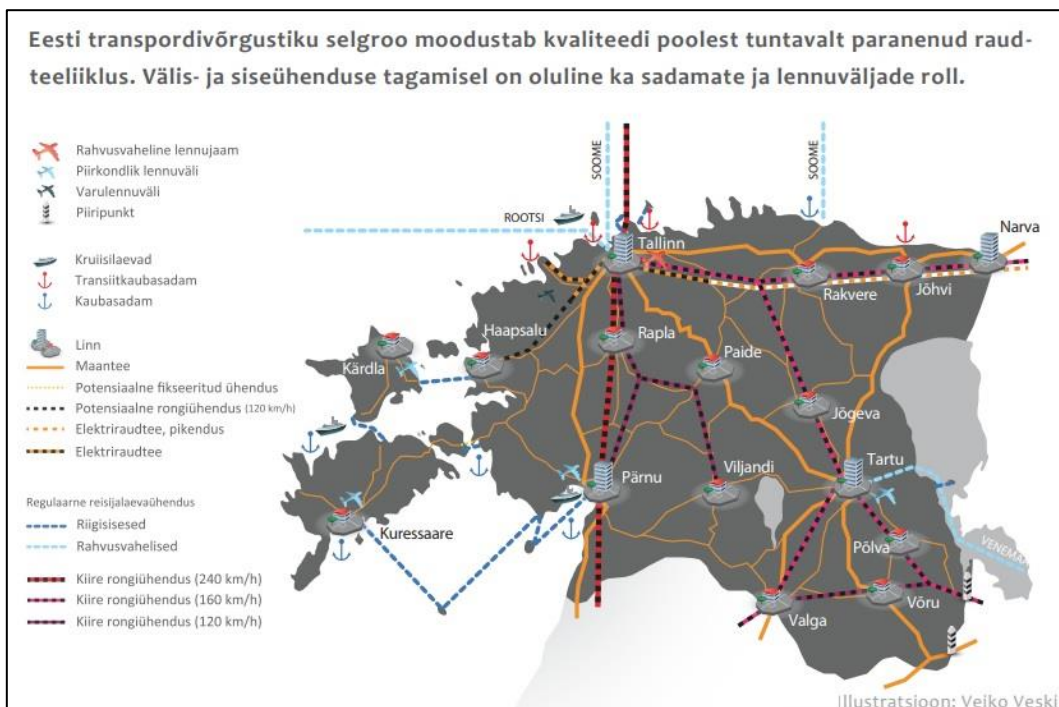 Eesti transpordivõrgustiku selgroo moodustab kvaliteedi poolest tuntavalt paranenud raud-
teeliiklus. Välis- ja siseühenduse tagamisel on oluline ka sadamate ja lennuväljade roll.
Rahvusvaheline lennujaam
Piirkondlik lennuväli
Varulennuväli
Piiripunkt
Kruiisilaevad
Transiitkaubasadam
Kaubasadam
Linn
Maantee
Potensiaalne fikseeritud ühendus
Potensiaalne rongiühendus (120 km/h)
Elektriraudtee, pikendus
Elektriraudtee
Regulaarne reisijalaevaühendus
Riigisisesed
Rahvusvahelised
Kiire rongiühendus (240 km/h)
Kiire rongiühendus (160 km/h)
Kiire rongiühendus (120 km/h)
SOOME
SOOME
ROOTSI
Tallinn
Narva
Rakvere
Jõhvi
Haapsalu
Rapla
Paide
Kärdla
Jõgeva
Tartu
Pärnu
Viljandi
Kuressaare
Põlva
VENEMAA
Võru
Valga
Illustratsioon: Veiko Veski